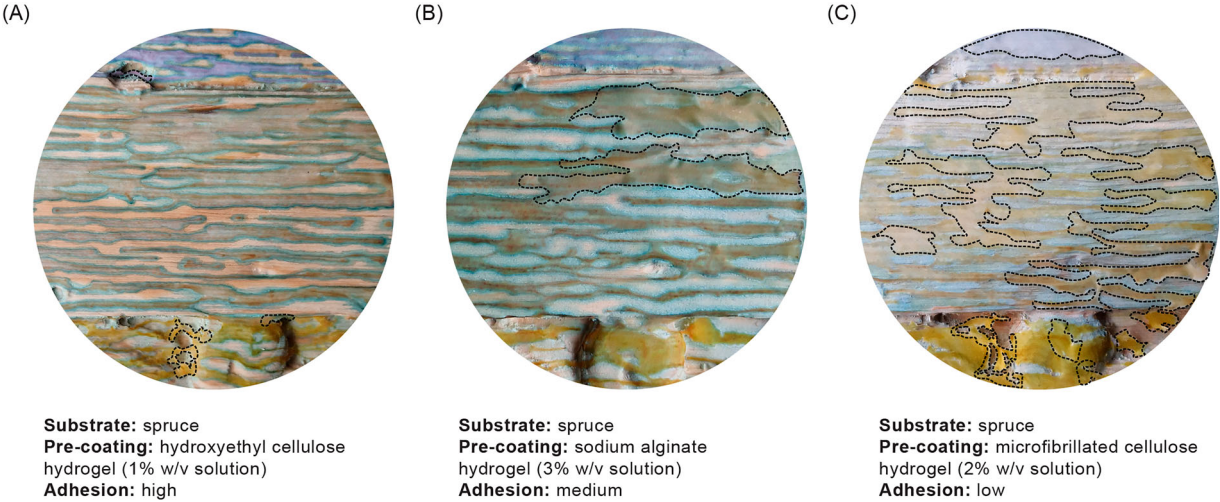 (A)
(B)
(C)
Substrate: spruce
Pre-coating: hydroxyethyl cellulose
hydrogel (1% w/v solution)
Adhesion: high
Substrate: spruce
Pre-coating: sodium alginate
hydrogel (3% w/v solution)
Adhesion: medium
Substrate: spruce
Pre-coating: microfibrillated cellulose
hydrogel (2% w/v solution)
Adhesion: low